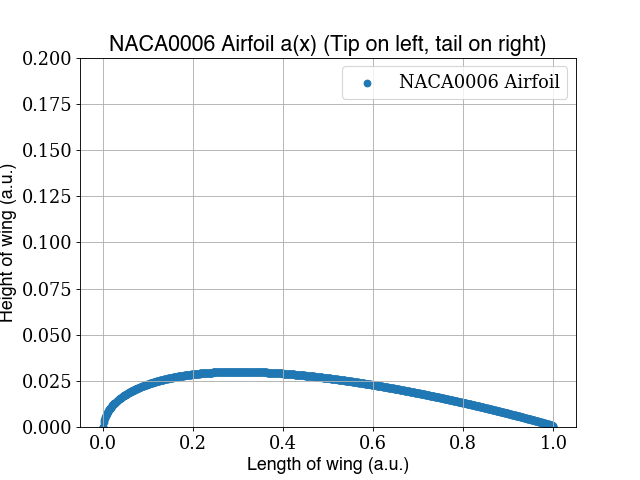 NACA0006 Airfoil a(x) (Tip on left, tail on right)
NACA0006 Airfoil
Height of wing (a.u.)
0.200
0.175
0.150
0.125
0.100
0.075
0.050
0.025
0.000
0.0 0.2 0.4 0.6 0.8 1.0
Length of wing (a.u.)